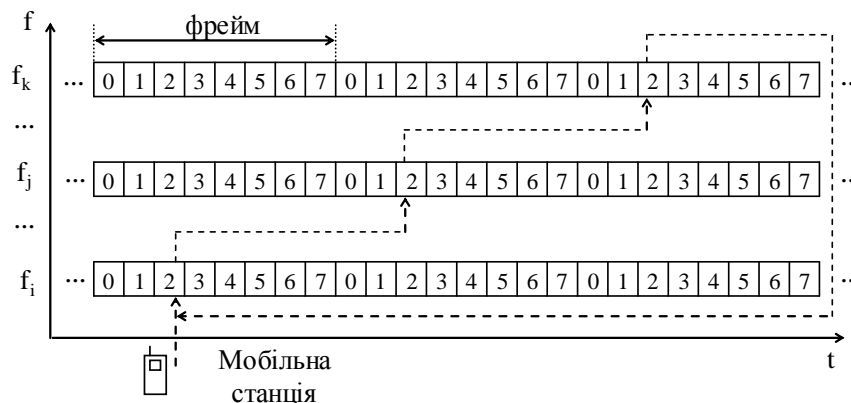 f
фрейм
f_k ... 0 1 2 3 4 5 6 7 0 1 2 3 4 5 6 7 0 1 2 3 4 5 6 7 ...
...
f_j ... 0 1 2 3 4 5 6 7 0 1 2 3 4 5 6 7 0 1 2 3 4 5 6 7
...
f_i ... 0 1 2 3 4 5 6 7 0 1 2 3 4 5 6 7 0 1 2 3 4 5 6 7 ...
t
Мобільна
станція